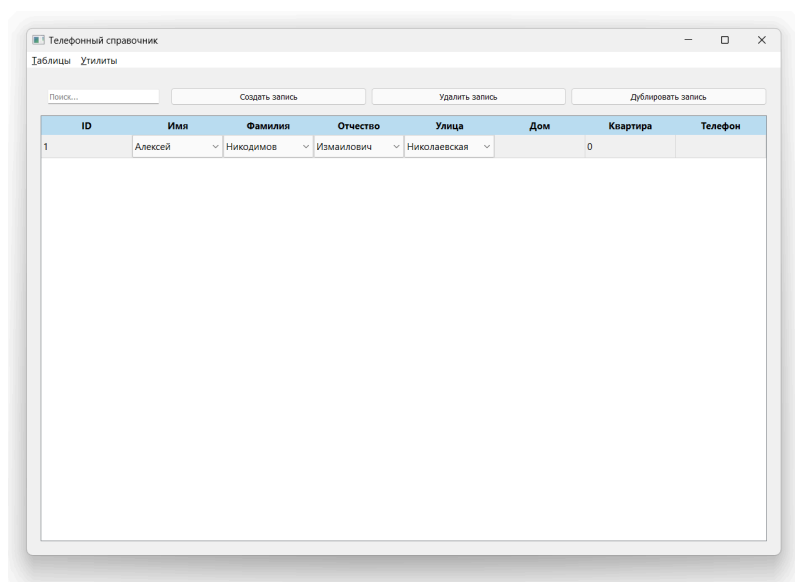 Телефонный справочник
Таблицы Утилиты
Поиск... Создать запись Удалить запись Дублировать запись
ID Имя Фамилия Отчество Улица Дом Квартира Телефон
1 Алексей Никодимов Измаилович Николаевская 0